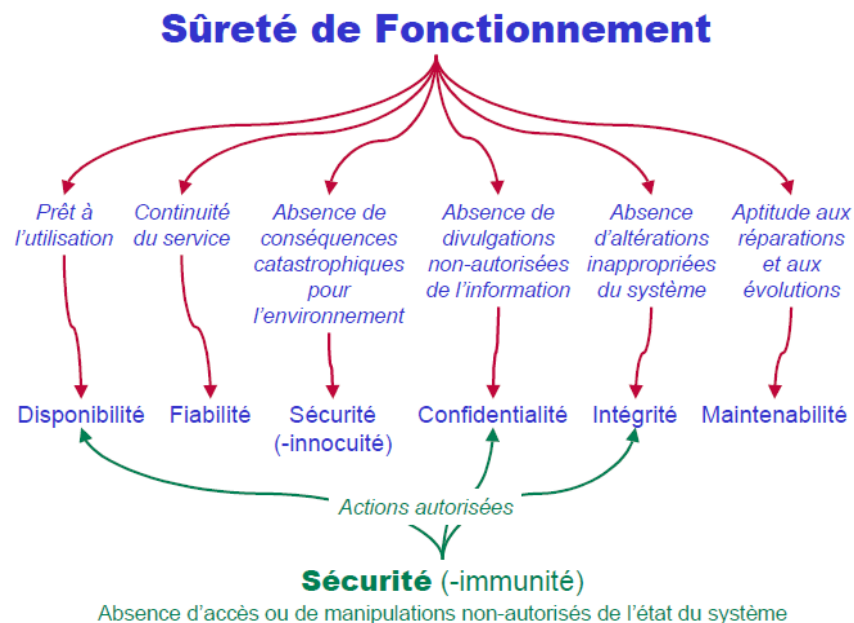 Sûreté de Fonctionnement
Prêt à
l'utilisation
Continuité
du service
Absence de
conséquences
catastrophiques
pour
l'environnement
Absence de
divulgations
non-autorisées
de l'information
Absence
d'altérations
inappropriées
du système
Aptitude aux
réparations
et aux
évolutions
Disponibilité
Fiabilité
Sécurité
(-innocuité)
Confidentialité
Intégrité
Maintenabilité
Actions autorisées
Sécurité (-immunité)
Absence d'accès ou de manipulations non-autorisés de l'état du système